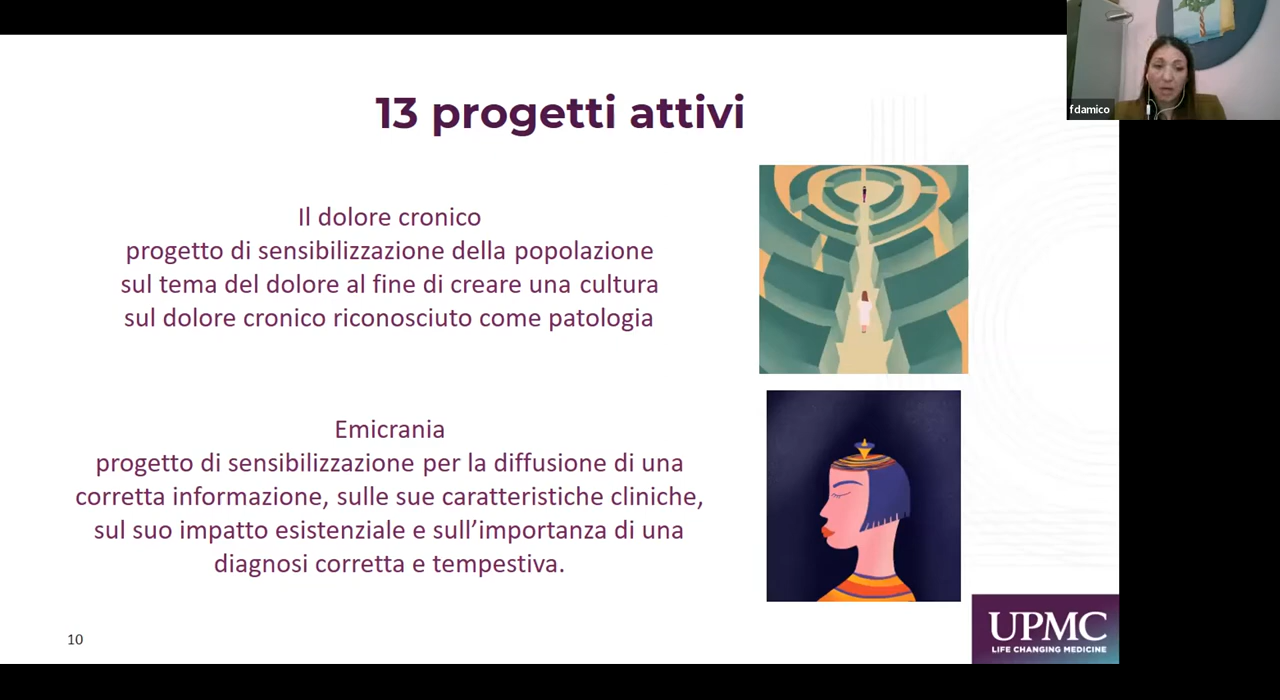 13 progetti attivi
fdamico
Il dolore cronico
progetto di sensibilizzazione della popolazione
sul tema del dolore al fine di creare una cultura
sul dolore cronico riconosciuto come patologia
Emicrania
progetto di sensibilizzazione per la diffusione di una
corretta informazione, sulle sue caratteristiche cliniche,
sul suo impatto esistenziale e sull’importanza di una
diagnosi corretta e tempestiva.
10
UPMC
LIFE CHANGING MEDICINE